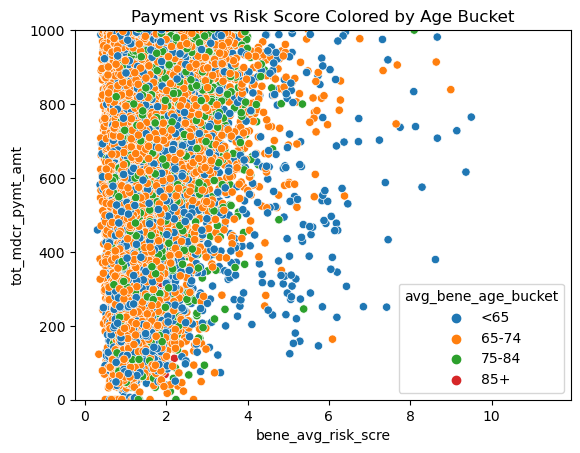 Payment vs Risk Score Colored by Age Bucket
tot_mdcr_pymt_amt
1000
800
600
400
200
0
avg_bene_age_bucket
<65
65-74
75-84
85+
0 2 4 6 8 10
bene_avg_risk_scre